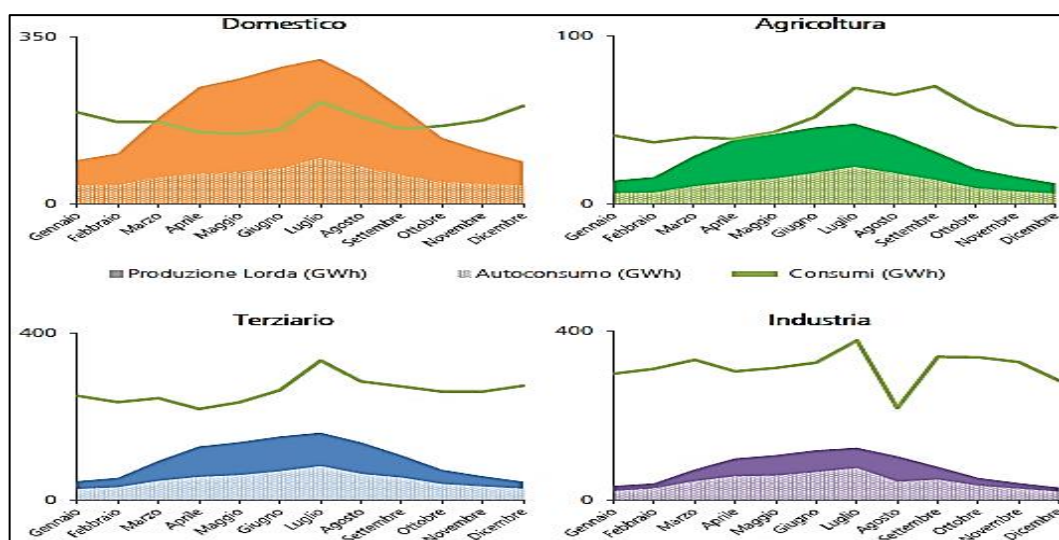 Domestico
350
0
Gennaio
Febbraio
Marzo
Aprile
Maggio
Giugno
Luglio
Agosto
Settembre
Ottobre
Novembre
Dicembre
Agricoltura
100
0
Gennaio
Febbraio
Marzo
Aprile
Maggio
Giugno
Luglio
Agosto
Settembre
Ottobre
Novembre
Dicembre
Produzione Lorda (GWh) Autoconsumo (GWh) Consumi (GWh)
Terziario
400
0
Gennaio
Febbraio
Marzo
Aprile
Maggio
Giugno
Luglio
Agosto
Settembre
Ottobre
Novembre
Dicembre
Industria
400
0
Gennaio
Febbraio
Marzo
Aprile
Maggio
Giugno
Luglio
Agosto
Settembre
Ottobre
Novembre
Dicembre